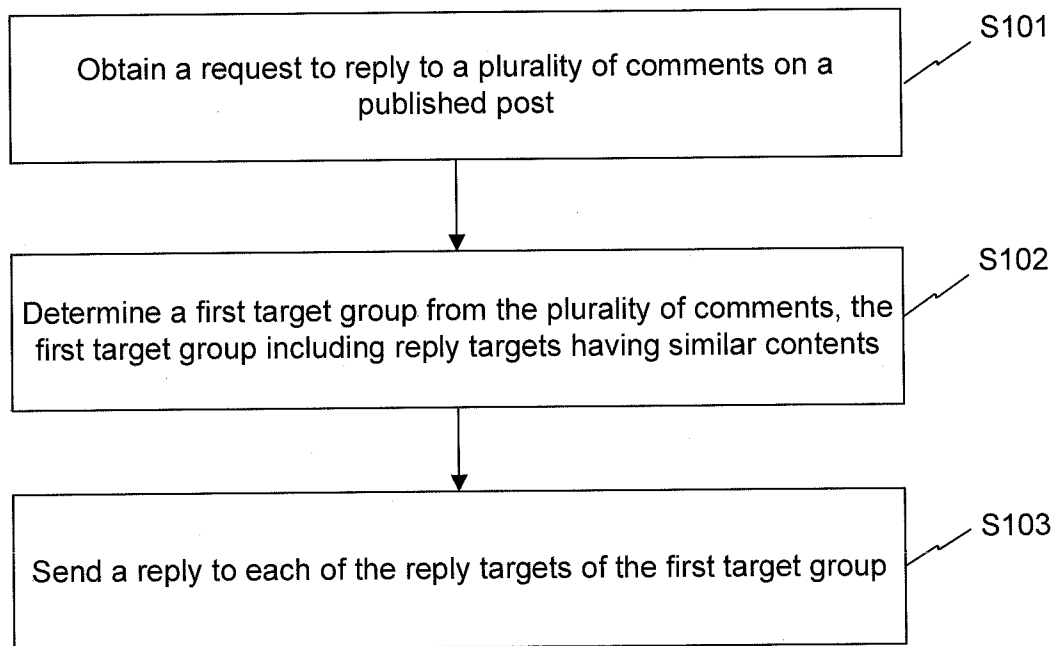 S101
Obtain a request to reply to a plurality of comments on a
published post
S102
Determine a first target group from the plurality of comments, the
first target group including reply targets having similar contents
S103
Send a reply to each of the reply targets of the first target group